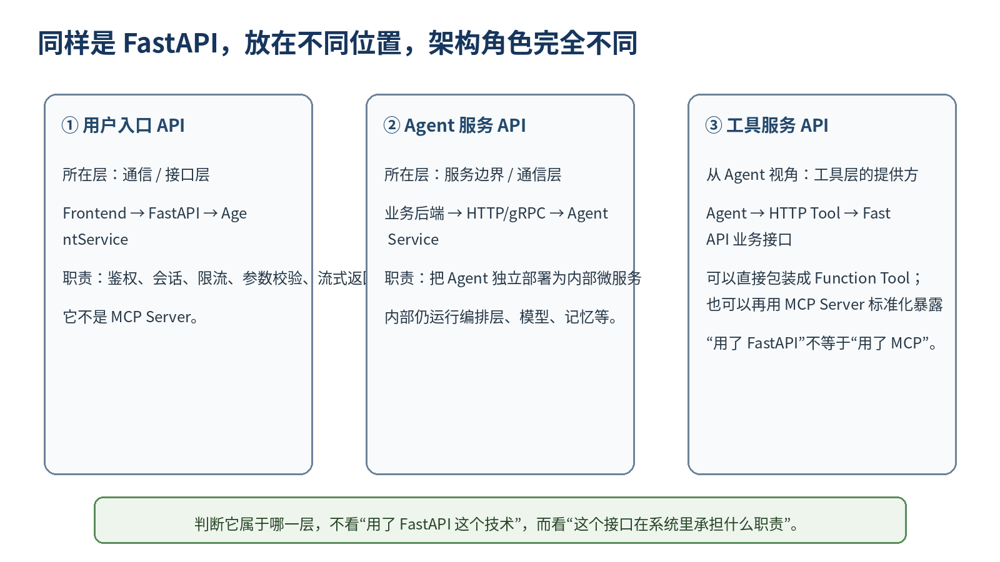 同样是 FastAPI，放在不同位置，架构角色完全不同
① 用户入口 API
所在层：通信 / 接口层
Frontend → FastAPI → Age
ntService
职责：鉴权、会话、限流、参数校验、流式返
它不是 MCP Server。
② Agent 服务 API
所在层：服务边界 / 通信层
业务后端 → HTTP/gRPC → Agent
Service
职责：把 Agent 独立部署为内部微服务
内部仍运行编排层、模型、记忆等。
③ 工具服务 API
从 Agent 视角：工具层的提供方
Agent → HTTP Tool → Fast
API 业务接口
可以直接包装成 Function Tool；
也可以再用 MCP Server 标准化暴露
“用了 FastAPI”不等于“用了 MCP”。
判断它属于哪一层，不看“用了 FastAPI 这个技术”，而看“这个接口在系统里承担什么职责”。